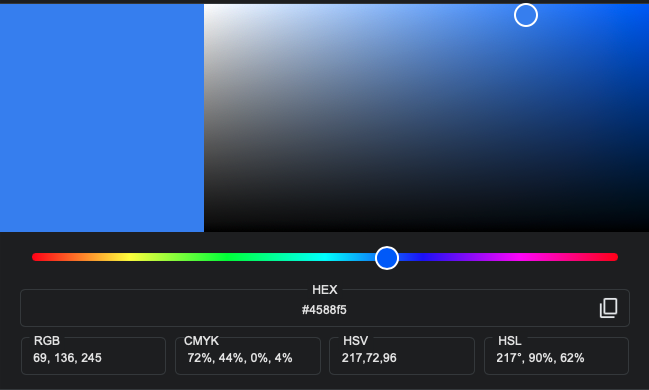 HEX
#4588f5
RGB
69, 136, 245
CMYK
72%, 44%, 0%, 4%
HSV
217,72,96
HSL
217°, 90%, 62%